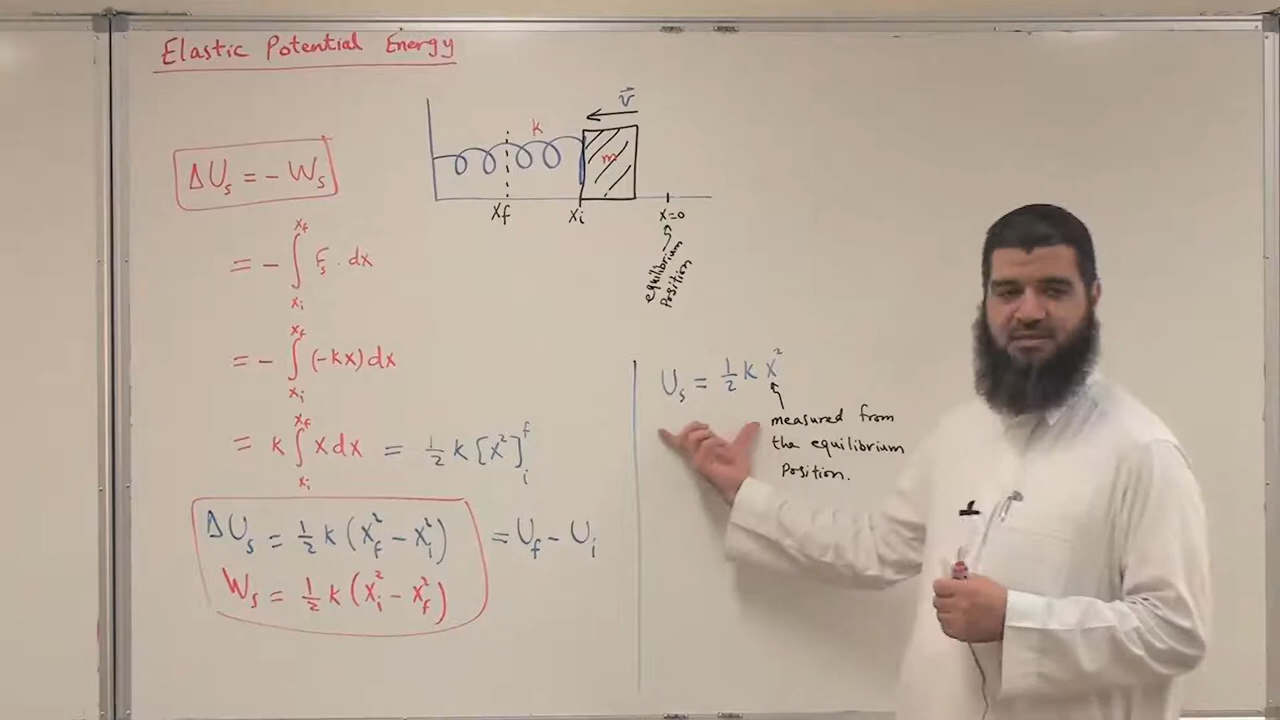 Elastic Potential Energy
v⃗
k
m
xf xi x=0
equilibrium
Position
ΔUs = - Ws
= - ∫xi^xf Fs . dx
= - ∫xi^xf (-kx) dx
= k ∫xi^xf x dx = 1/2 k [x²]i^f
ΔUs = 1/2 k (xf² - xi²) = Uf - Ui
Ws = 1/2 k (xi² - xf²)
Us = 1/2 k x²
measured from
the equilibrium
Position.